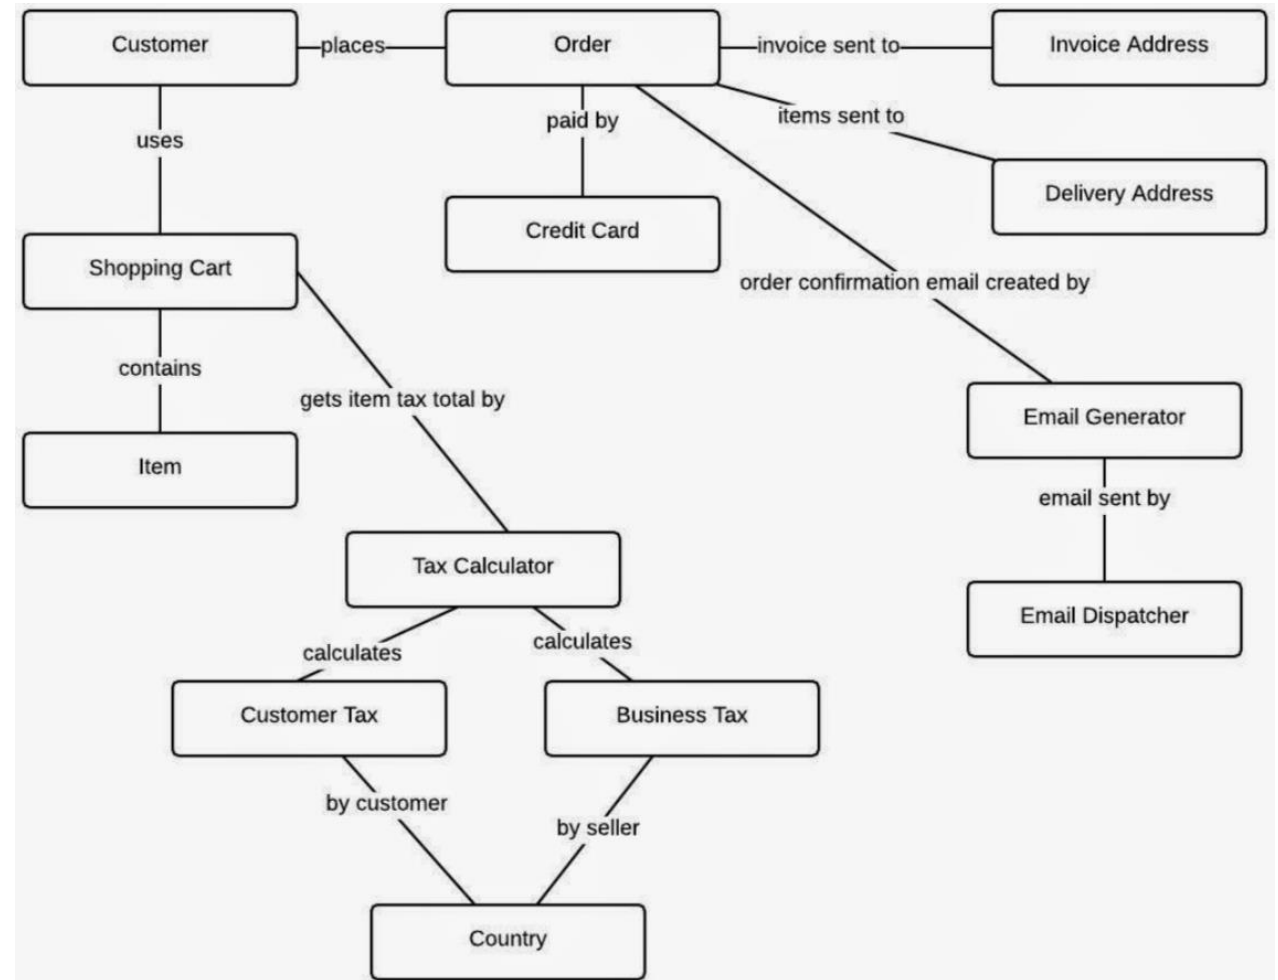 Customer
places
Order
invoice sent to
Invoice Address
uses
paid by
items sent to
Delivery Address
Credit Card
Shopping Cart
order confirmation email created by
contains
gets item tax total by
Email Generator
Item
email sent by
Tax Calculator
Email Dispatcher
calculates
calculates
Customer Tax
Business Tax
by customer
by seller
Country